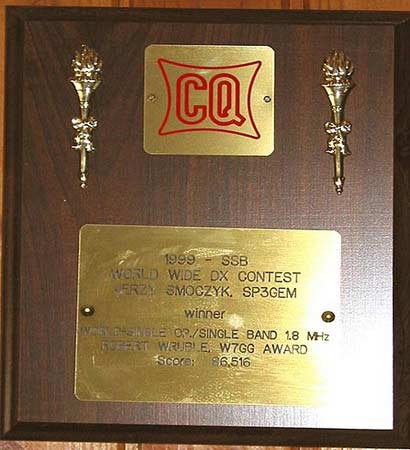 CQ
1999 - SSB
WORLD WIDE DX CONTEST
JERZY SMOCZYK, SP3GEM
winner
WORLD-SINGLE OP./SINGLE BAND 1.8 MHz
ROBERT WRUBLE, W7GG AWARD
Score: 86,516